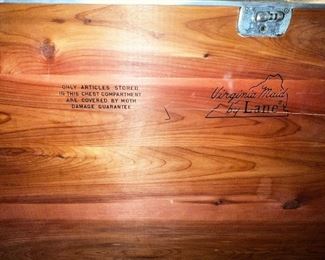 ONLY ARTICLES STORED
IN THIS CHEST COMPARTMENT
ARE COVERED BY MOTH
DAMAGE GUARANTEE
Virginia Maid
by Lane